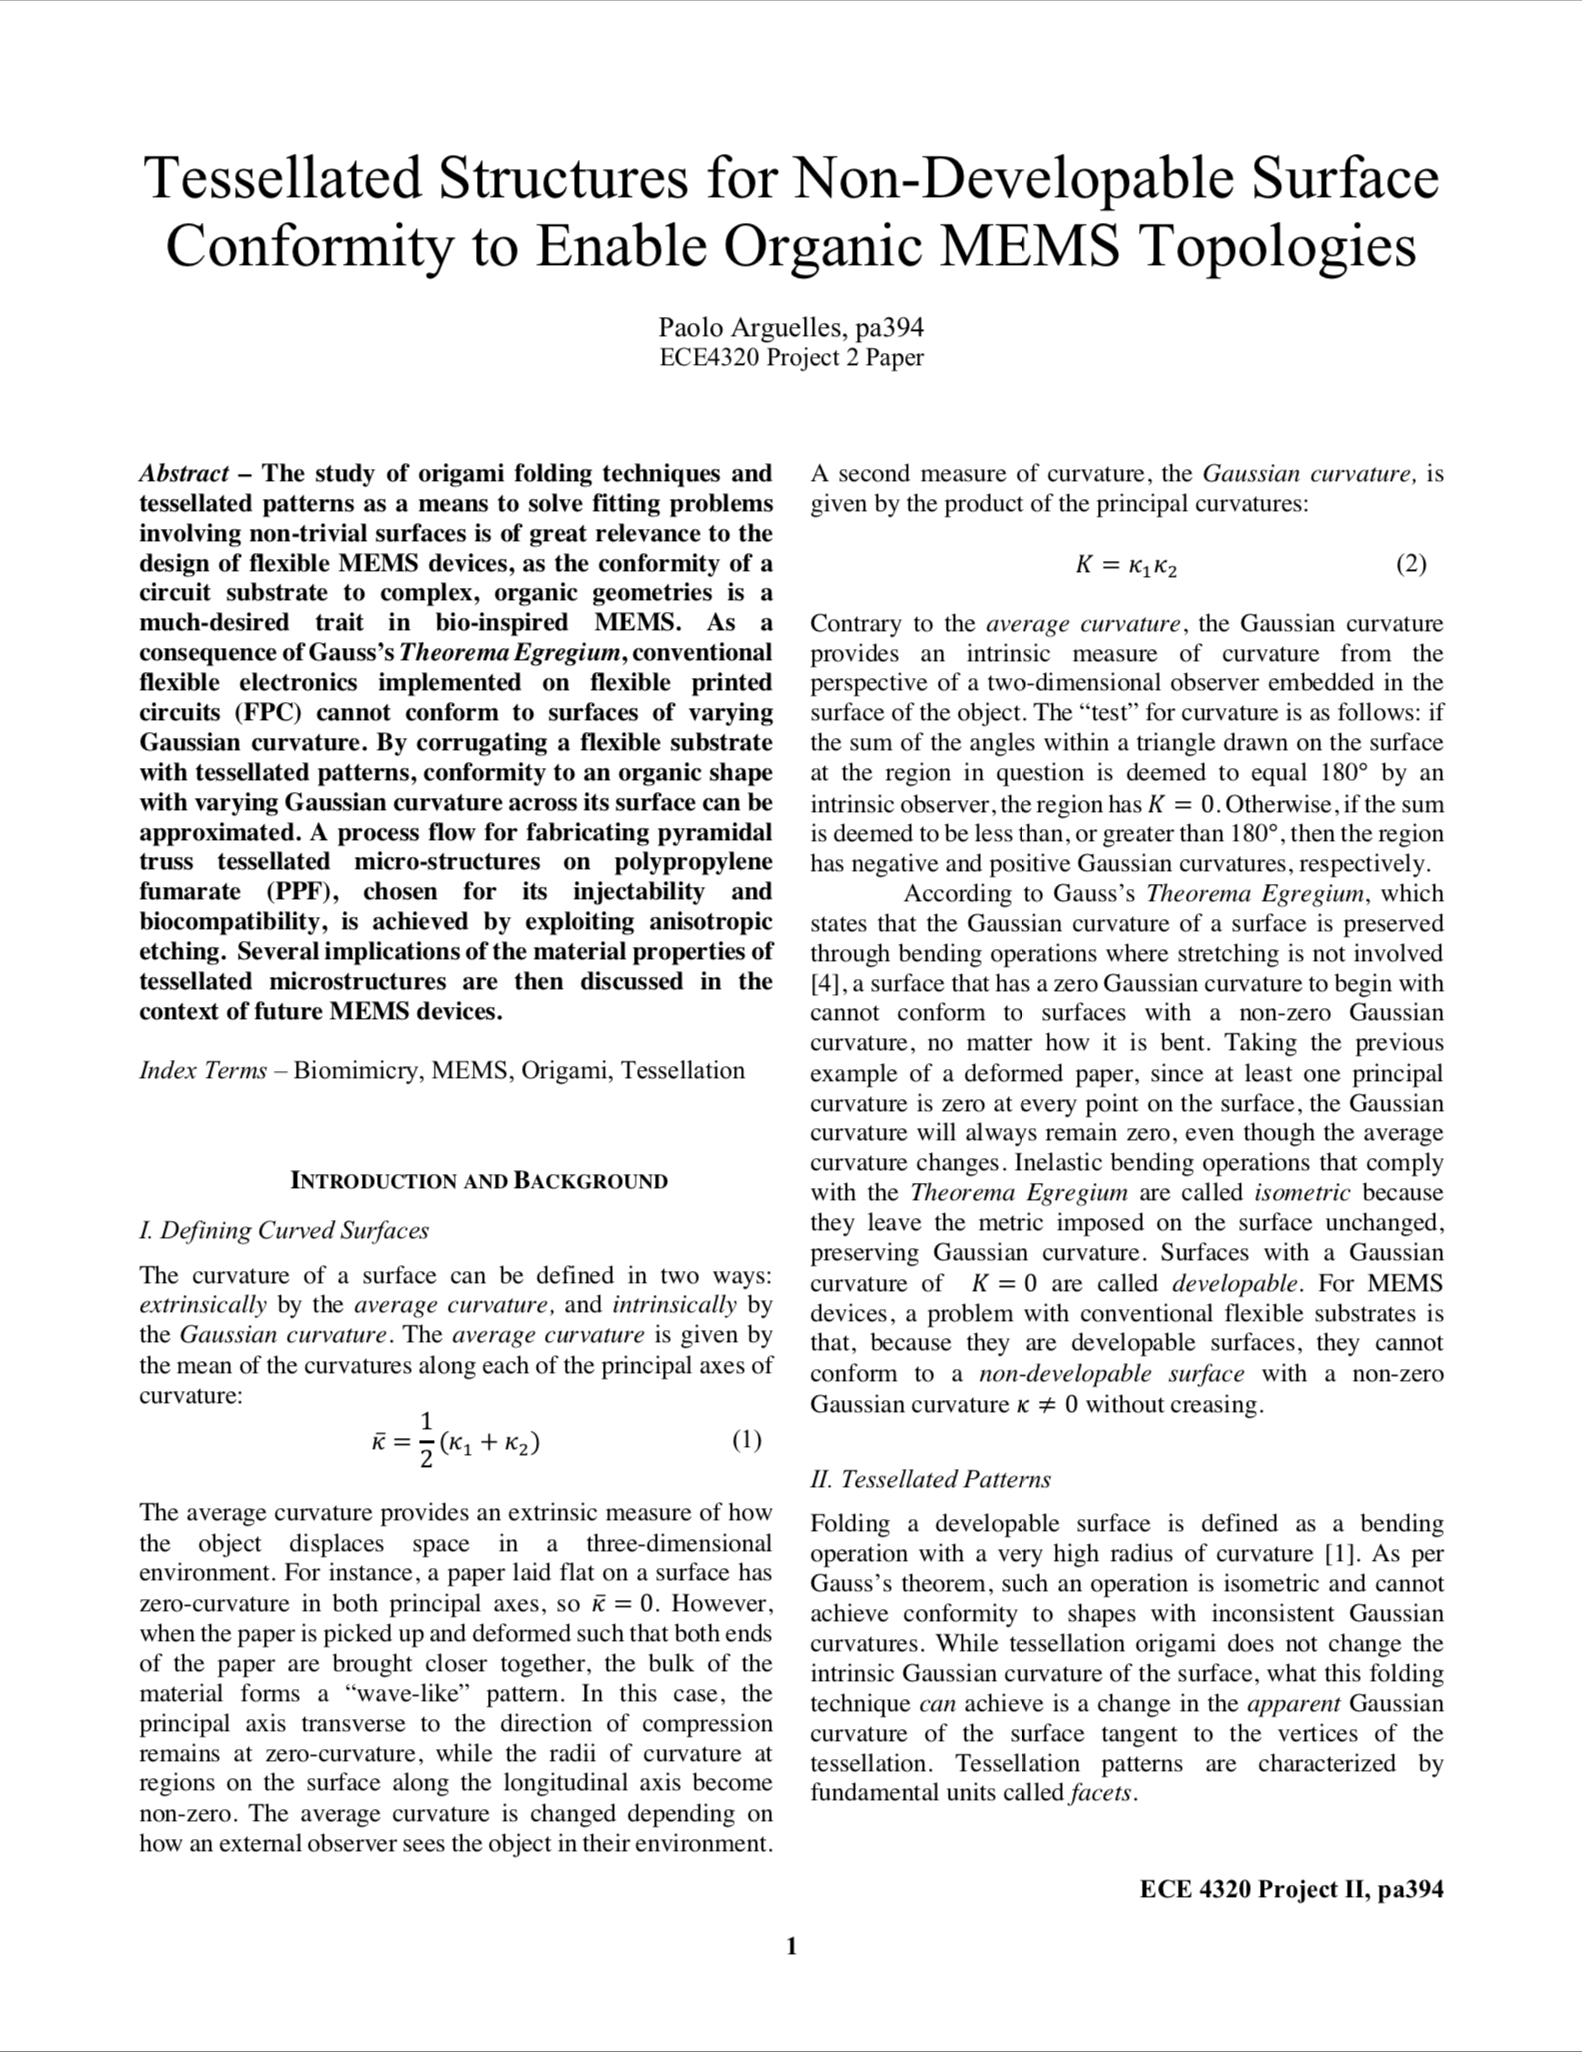 Tessellated Structures for Non-Developable Surface
Conformity to Enable Organic MEMS Topologies
Paolo Arguelles, pa394
ECE4320 Project 2 Paper
Abstract – The study of origami folding techniques and
tessellated patterns as a means to solve fitting problems
involving non-trivial surfaces is of great relevance to the
design of flexible MEMS devices, as the conformity of a
circuit substrate to complex, organic geometries is a
much-desired trait in bio-inspired MEMS. As a
consequence of Gauss's Theorema Egregium, conventional
flexible electronics implemented on flexible printed
circuits (FPC) cannot conform to surfaces of varying
Gaussian curvature. By corrugating a flexible substrate
with tessellated patterns, conformity to an organic shape
with varying Gaussian curvature across its surface can be
approximated. A process flow for fabricating pyramidal
truss tessellated micro-structures on polypropylene
fumarate (PPF), chosen for its injectability and
biocompatibility, is achieved by exploiting anisotropic
etching. Several implications of the material properties of
tessellated microstructures are then discussed in the
context of future MEMS devices.
Index Terms – Biomimicry, MEMS, Origami, Tessellation
INTRODUCTION AND BACKGROUND
I. Defining Curved Surfaces
The curvature of a surface can be defined in two ways:
extrinsically by the average curvature, and intrinsically by
the Gaussian curvature. The average curvature is given by
the mean of the curvatures along each of the principal axes of
curvature:
κ̄ = 1/2 (κ₁ + κ₂) (1)
The average curvature provides an extrinsic measure of how
the object displaces space in a three-dimensional
environment. For instance, a paper laid flat on a surface has
zero-curvature in both principal axes, so κ̄ = 0. However,
when the paper is picked up and deformed such that both ends
of the paper are brought closer together, the bulk of the
material forms a “wave-like” pattern. In this case, the
principal axis transverse to the direction of compression
remains at zero-curvature, while the radii of curvature at
regions on the surface along the longitudinal axis become
non-zero. The average curvature is changed depending on
how an external observer sees the object in their environment.
A second measure of curvature, the Gaussian curvature, is
given by the product of the principal curvatures:
K = κ₁κ₂ (2)
Contrary to the average curvature, the Gaussian curvature
provides an intrinsic measure of curvature from the
perspective of a two-dimensional observer embedded in the
surface of the object. The “test” for curvature is as follows: if
the sum of the angles within a triangle drawn on the surface
at the region in question is deemed to equal 180° by an
intrinsic observer, the region has K = 0. Otherwise, if the sum
is deemed to be less than, or greater than 180°, then the region
has negative and positive Gaussian curvatures, respectively.
According to Gauss's Theorema Egregium, which
states that the Gaussian curvature of a surface is preserved
through bending operations where stretching is not involved
[4], a surface that has a zero Gaussian curvature to begin with
cannot conform to surfaces with a non-zero Gaussian
curvature, no matter how it is bent. Taking the previous
example of a deformed paper, since at least one principal
curvature is zero at every point on the surface, the Gaussian
curvature will always remain zero, even though the average
curvature changes. Inelastic bending operations that comply
with the Theorema Egregium are called isometric because
they leave the metric imposed on the surface unchanged,
preserving Gaussian curvature. Surfaces with a Gaussian
curvature of K = 0 are called developable. For MEMS
devices, a problem with conventional flexible substrates is
that, because they are developable surfaces, they cannot
conform to a non-developable surface with a non-zero
Gaussian curvature κ ≠ 0 without creasing.
II. Tessellated Patterns
Folding a developable surface is defined as a bending
operation with a very high radius of curvature [1]. As per
Gauss's theorem, such an operation is isometric and cannot
achieve conformity to shapes with inconsistent Gaussian
curvatures. While tessellation origami does not change the
intrinsic Gaussian curvature of the surface, what this folding
technique can achieve is a change in the apparent Gaussian
curvature of the surface tangent to the vertices of the
tessellation. Tessellation patterns are characterized by
fundamental units called facets.
ECE 4320 Project II, pa394
1